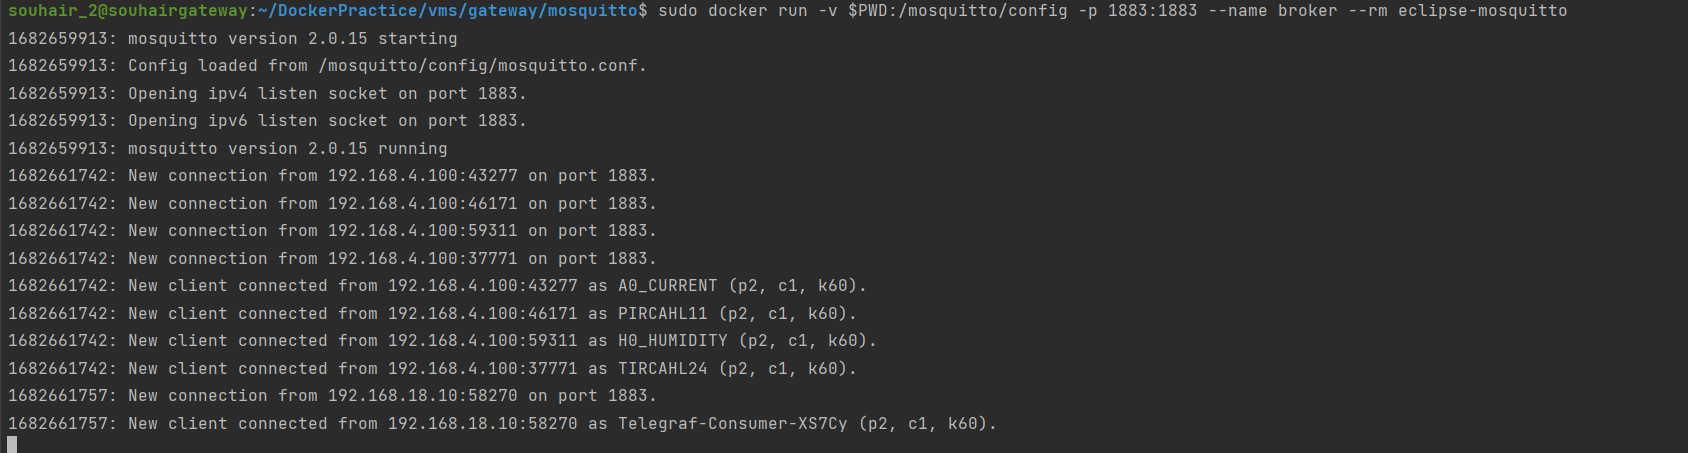 souhair_2@souhairgateway:~/DockerPractice/vms/gateway/mosquitto$ sudo docker run -v $PWD:/mosquitto/config -p 1883:1883 --name broker --rm eclipse-mosquitto
1682659913: mosquitto version 2.0.15 starting
1682659913: Config loaded from /mosquitto/config/mosquitto.conf.
1682659913: Opening ipv4 listen socket on port 1883.
1682659913: Opening ipv6 listen socket on port 1883.
1682659913: mosquitto version 2.0.15 running
1682661742: New connection from 192.168.4.100:43277 on port 1883.
1682661742: New connection from 192.168.4.100:46171 on port 1883.
1682661742: New connection from 192.168.4.100:59311 on port 1883.
1682661742: New connection from 192.168.4.100:37771 on port 1883.
1682661742: New client connected from 192.168.4.100:43277 as A0_CURRENT (p2, c1, k60).
1682661742: New client connected from 192.168.4.100:46171 as PIRCAHL11 (p2, c1, k60).
1682661742: New client connected from 192.168.4.100:59311 as H0_HUMIDITY (p2, c1, k60).
1682661742: New client connected from 192.168.4.100:37771 as TIRCAHL24 (p2, c1, k60).
1682661757: New connection from 192.168.18.10:58270 on port 1883.
1682661757: New client connected from 192.168.18.10:58270 as Telegraf-Consumer-XS7Cy (p2, c1, k60).